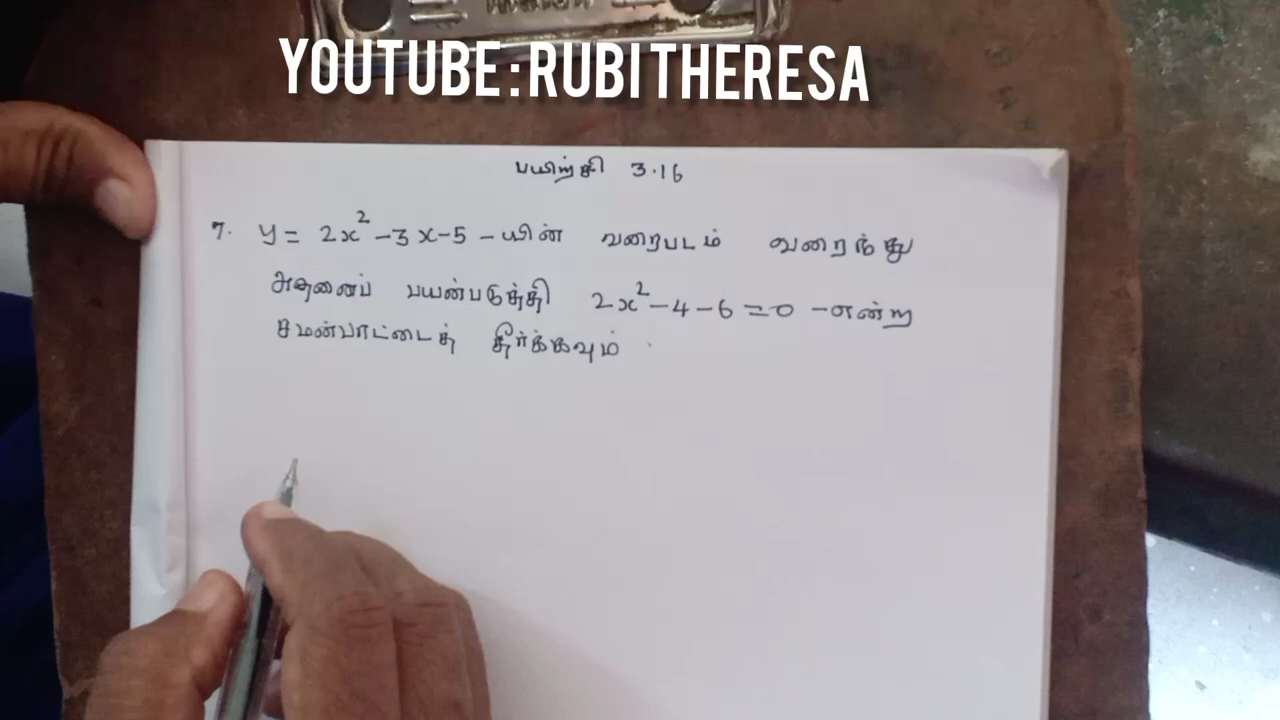 YOUTUBE : RUBI THERESA
பயிற்சி 3.16
7. y = 2x² - 3x - 5 - யின் வரைபடம் வரைந்து
அதனைப் பயன்படுத்தி 2x² - 4 - 6 = 0 - என்ற
சமன்பாட்டைத் தீர்க்கவும் .